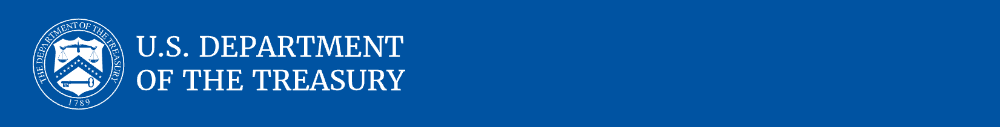 THE DEPARTMENT OF THE TREASURY
1789
U.S. DEPARTMENT
OF THE TREASURY